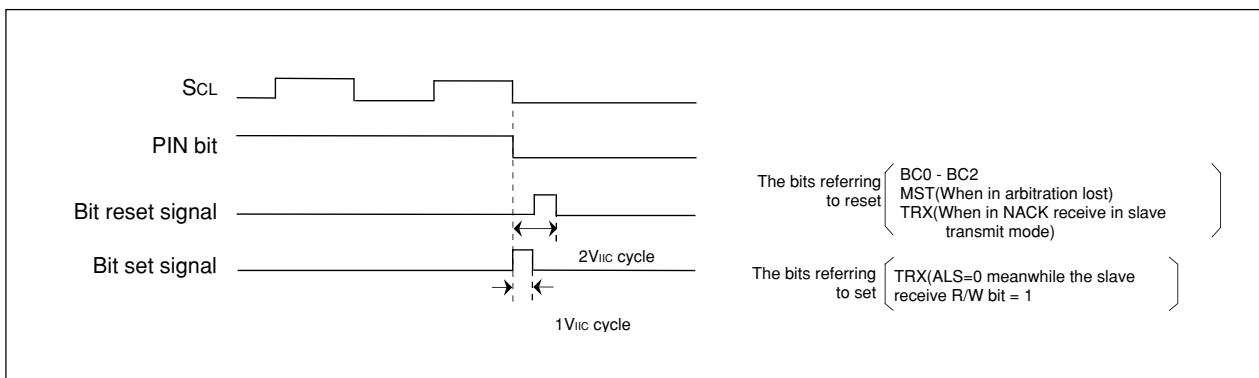 SCL
PIN bit
Bit reset signal
Bit set signal
2VIIC cycle
1VIIC cycle
The bits referring
to reset
BC0 - BC2
MST(When in arbitration lost)
TRX(When in NACK receive in slave
transmit mode)
The bits referring
to set
TRX(ALS=0 meanwhile the slave
receive R/W bit = 1